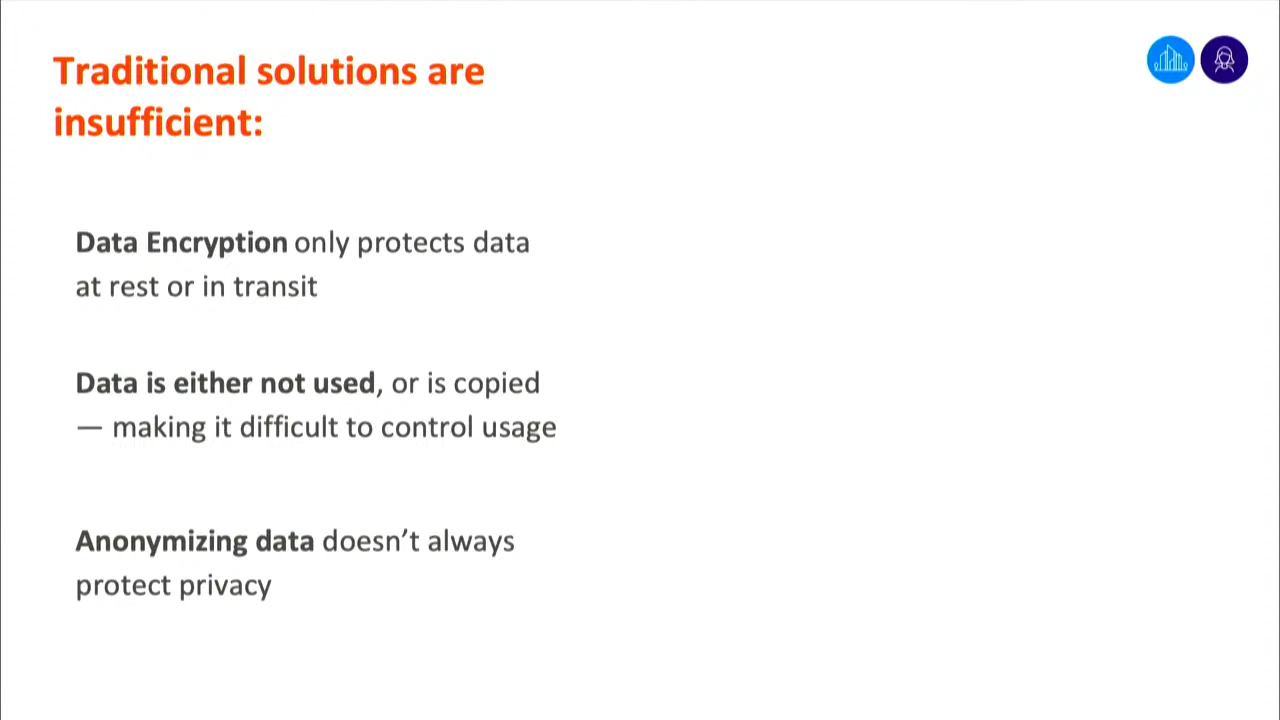 Traditional solutions are
insufficient:
Data Encryption only protects data
at rest or in transit
Data is either not used, or is copied
— making it difficult to control usage
Anonymizing data doesn’t always
protect privacy